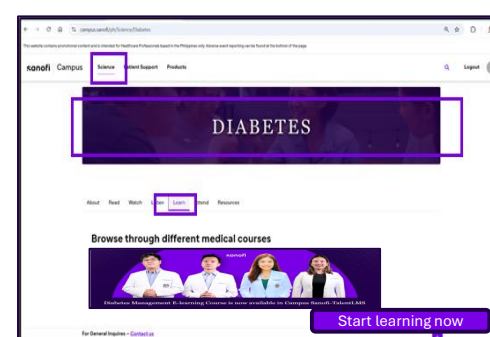 campus.sanofi/ph/Science/Diabetes
This website contains promotional content and is intended for Healthcare Professionals based in the Philippines only. Adverse event reporting can be found at the bottom of the page.
sanofi Campus Science Patient Support Products Logout
DIABETES
About Read Watch Listen Learn Attend Resources
Browse through different medical courses
sanofi
Diabetes Management E-learning Course is now available in Campus Sanofi-TalentLMS
Start learning now
For General Inquires – Contact us